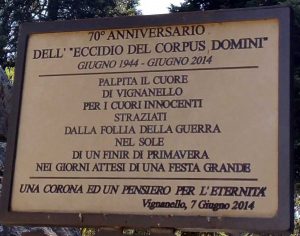 70° ANNIVERSARIO
DELL' "ECCIDIO DEL CORPUS DOMINI"
GIUGNO 1944 - GIUGNO 2014
PALPITA IL CUORE
DI VIGNANELLO
PER I CUORI INNOCENTI
STRAZIATI
DALLA FOLLIA DELLA GUERRA
NEL SOLE
DI UN FINIR DI PRIMAVERA
NEI GIORNI ATTESI DI UNA FESTA GRANDE
UNA CORONA ED UN PENSIERO PER L'ETERNITÀ
Vignanello, 7 Giugno 2014